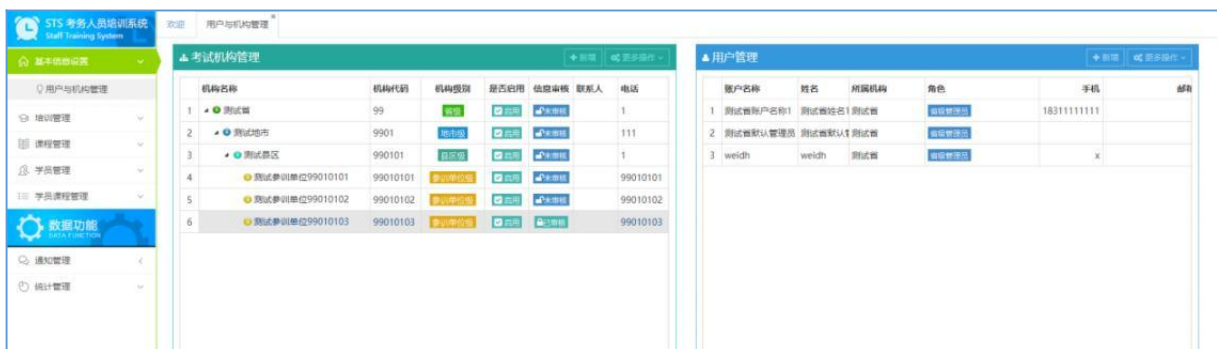 STS 考务人员培训系统
Staff Training System
欢迎
用户与机构管理
基本信息设置
用户与机构管理
培训管理
课程管理
学员管理
学员课程管理
数据功能
DATA FUNCTION
通知管理
统计管理
考试机构管理
新增 更多操作
机构名称 机构代码 机构级别 是否启用 信息审核 联系人 电话
1 测试省 99 省级 启用 未审核 1
2 测试地市 9901 地市级 启用 未审核 111
3 测试县区 990101 县区级 启用 未审核 1
4 测试参训单位99010101 99010101 参训单位级 启用 未审核 99010101
5 测试参训单位99010102 99010102 参训单位级 启用 未审核 99010102
6 测试参训单位99010103 99010103 参训单位级 启用 已审核 99010103
用户管理
新增 更多操作
账户名称 姓名 所属机构 角色 手机 邮箱
1 测试省账户名称1 测试省姓名1 测试省 省级管理员 18311111111
2 测试省默认管理员 测试省默认 测试省 省级管理员
3 weidh weidh 测试省 省级管理员 x